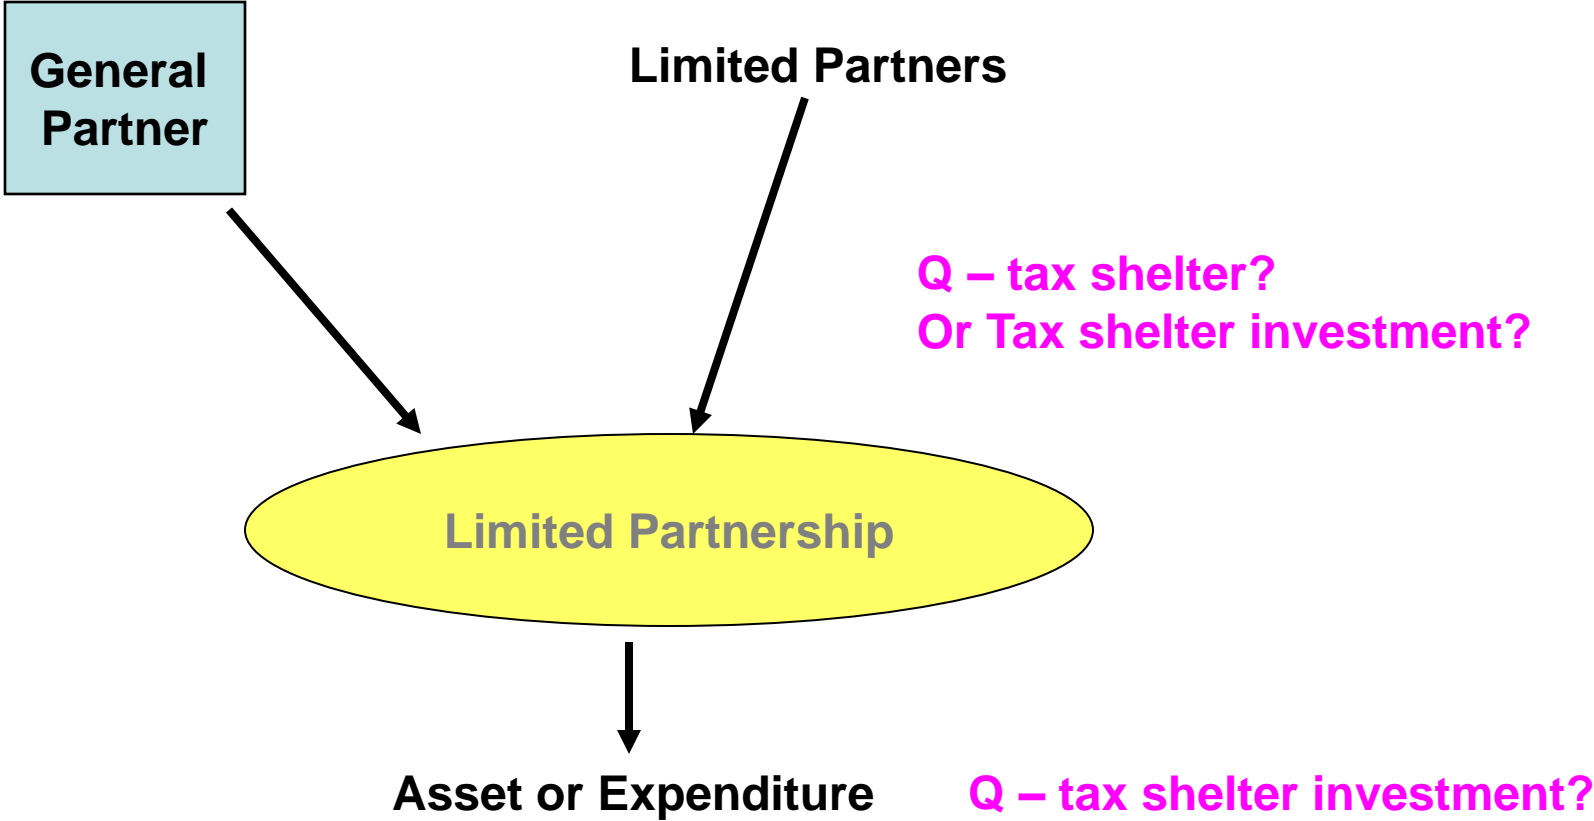 General
Partner
Limited Partners
Q – tax shelter?
Or Tax shelter investment?
Limited Partnership
Asset or Expenditure
Q – tax shelter investment?